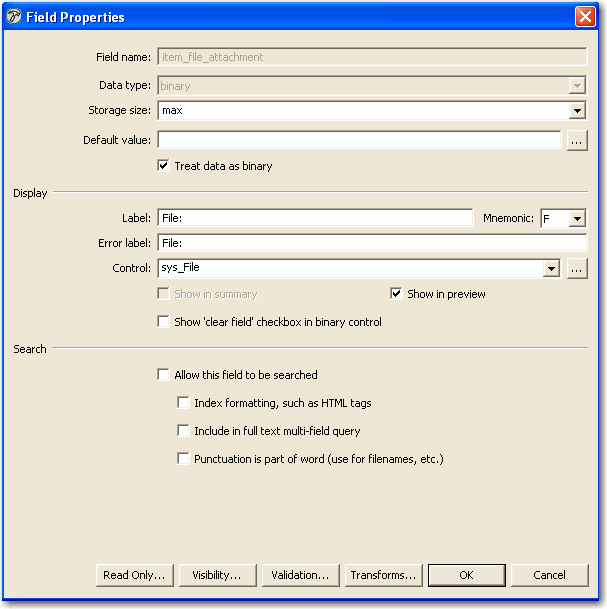 Field Properties
Field name: item_file_attachment
Data type: binary
Storage size: max
Default value: ...
Treat data as binary
Display
Label: File: Mnemonic: F
Error label: File:
Control: sys_File ...
Show in summary Show in preview
Show 'clear field' checkbox in binary control
Search
Allow this field to be searched
Index formatting, such as HTML tags
Include in full text multi-field query
Punctuation is part of word (use for filenames, etc.)
Read Only... Visibility... Validation... Transforms... OK Cancel